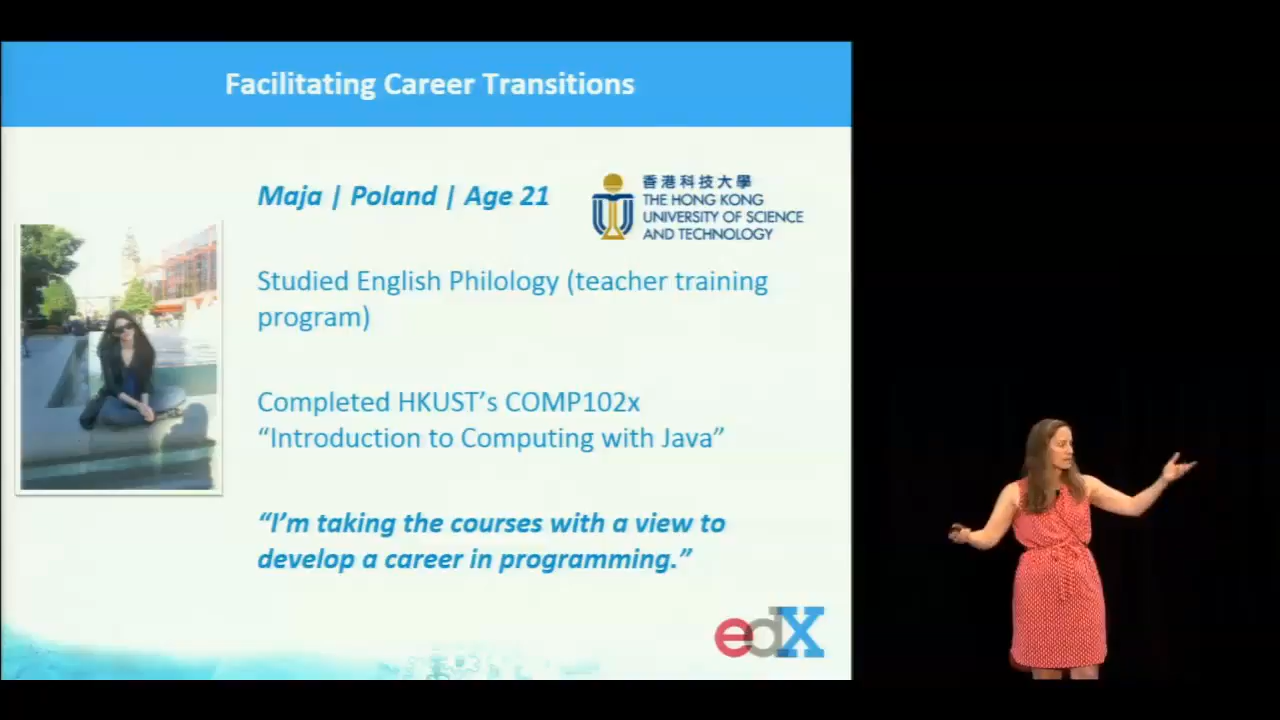 Facilitating Career Transitions
Maja | Poland | Age 21
香港科技大學
THE HONG KONG
UNIVERSITY OF SCIENCE
AND TECHNOLOGY
Studied English Philology (teacher training
program)
Completed HKUST’s COMP102x
“Introduction to Computing with Java”
“I’m taking the courses with a view to
develop a career in programming.”
edX